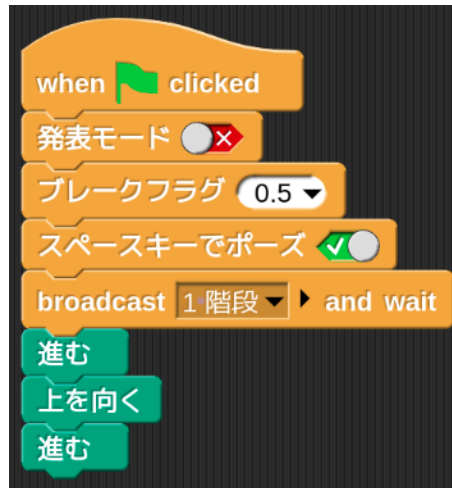 when clicked
発表モード
ブレークフラグ 0.5
スペースキーでポーズ
broadcast 1 階段 and wait
進む
上を向く
進む